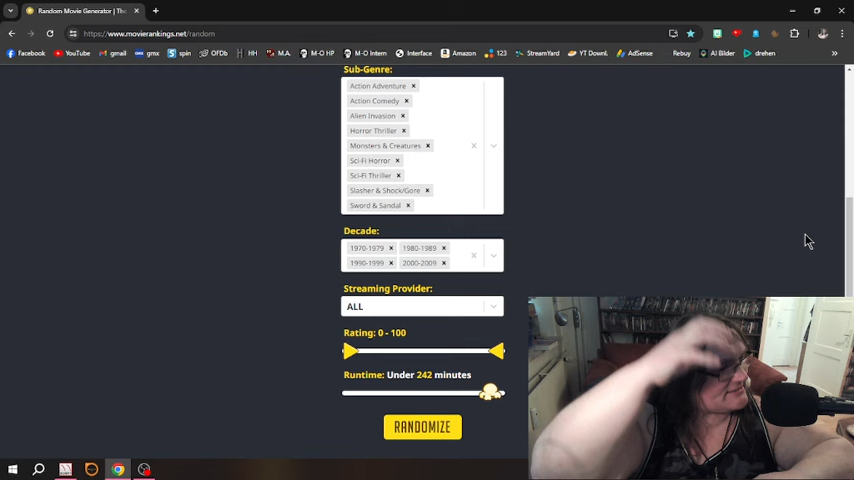 Random Movie Generator | The
https://www.movierankings.net/random
Facebook YouTube gmail gmx spin OFDb HH M.A. M-O HP M-O Intern Interface Amazon 123 StreamYard YT Downl. AdSense Rebuy AI Bilder drehen
Sub-Genre:
Action Adventure
Action Comedy
Alien Invasion
Horror Thriller
Monsters & Creatures
Sci-Fi Horror
Sci-Fi Thriller
Slasher & Shock/Gore
Sword & Sandal
Decade:
1970-1979 1980-1989
1990-1999 2000-2009
Streaming Provider:
ALL
Rating: 0 - 100
Runtime: Under 242 minutes
RANDOMIZE